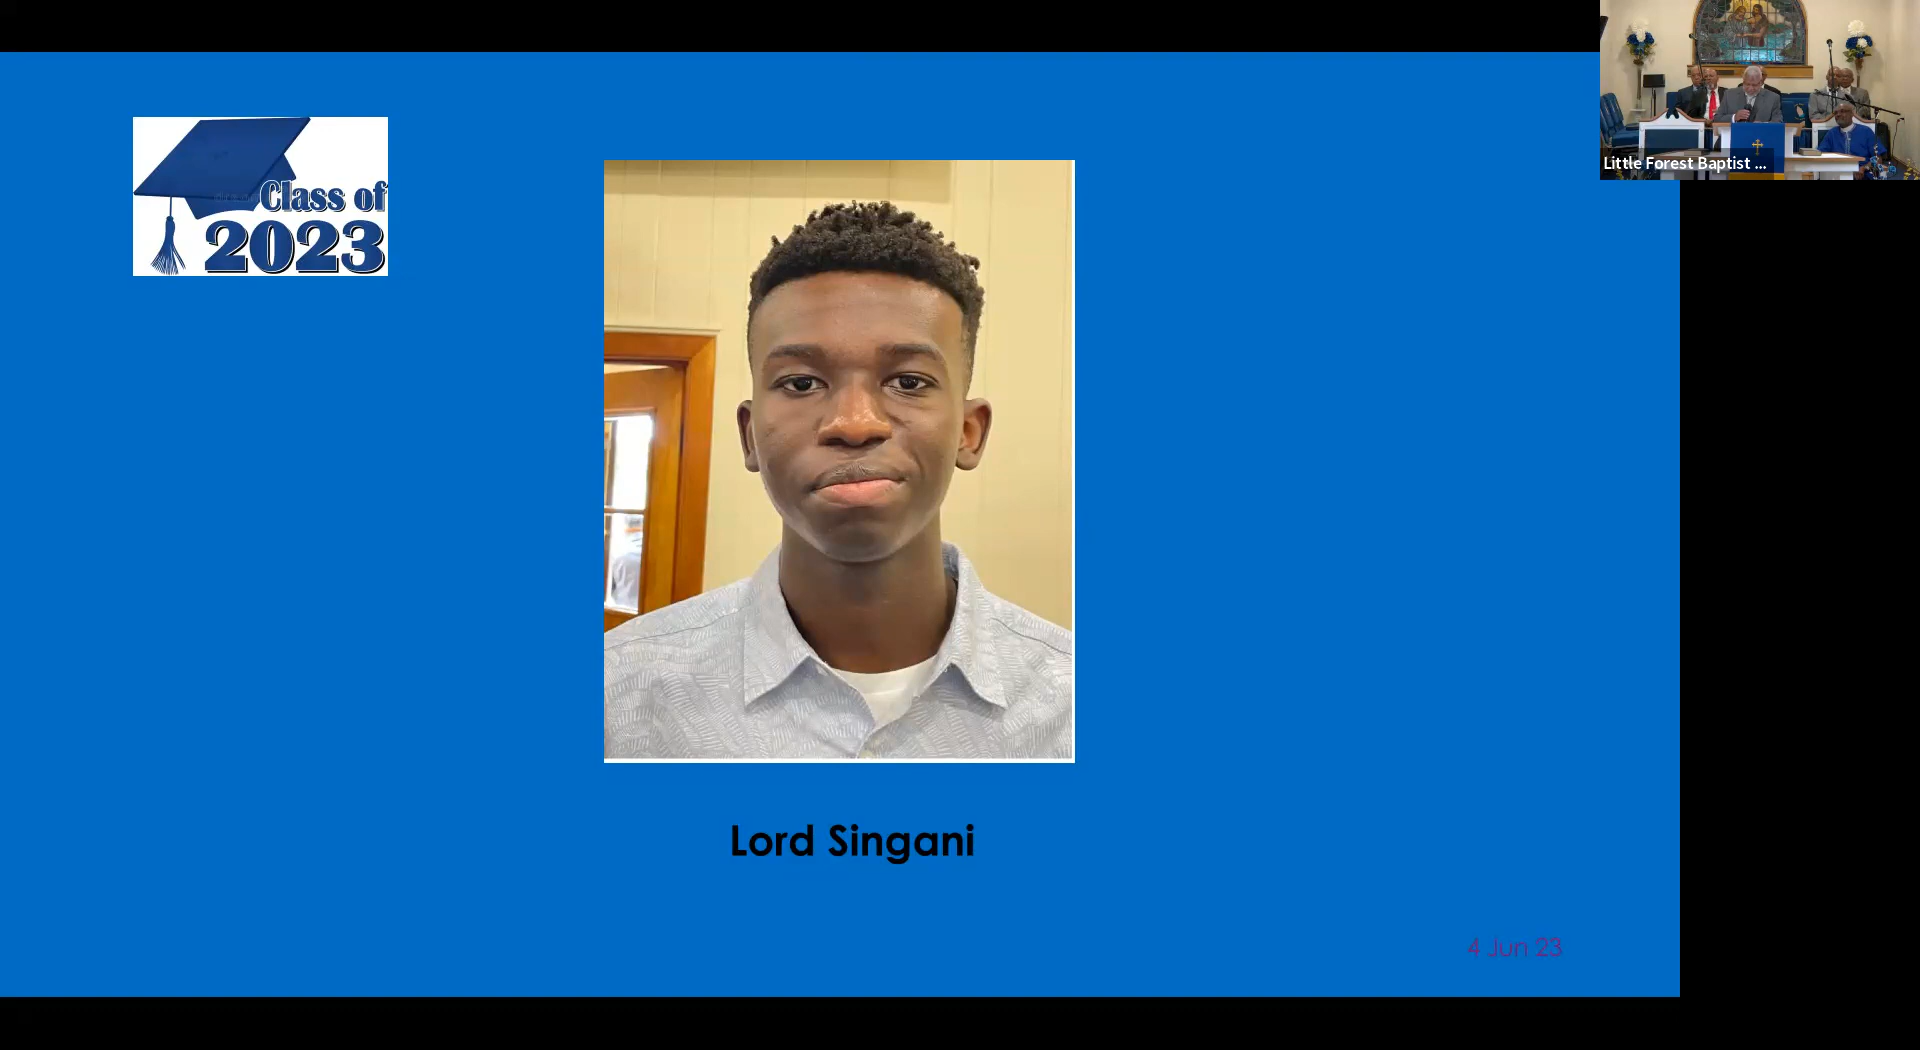 Little Forest Baptist ...
Class of
2023
Lord Singani
4 Jun 23